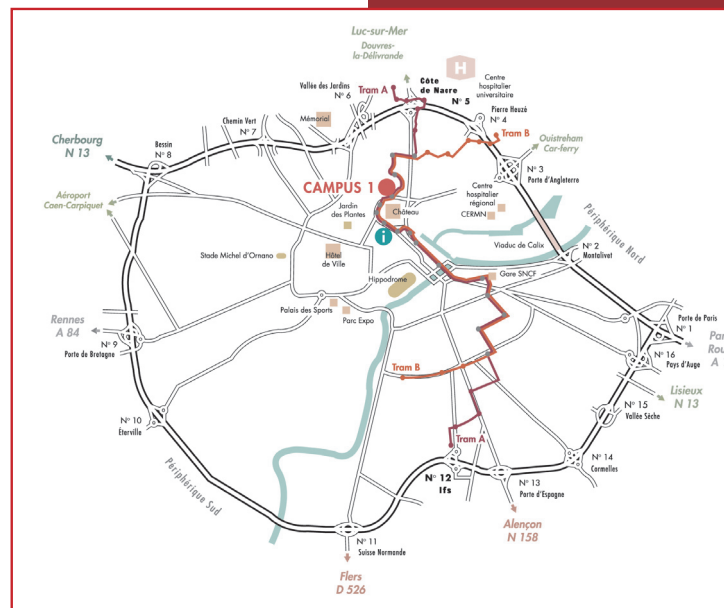 Luc-sur-Mer
Douvres-
la-Délivrande
H
Centre
hospitalier
universitaire
Vallée des Jardins
N° 6
Tram A
Côte
de Nacre
N° 5
Pierre Heuzé
N° 4
Tram B
Ouistreham
Car-ferry
Mémorial
Chemin Vert
N° 7
Bessin
N° 8
Cherbourg
N 13
N° 3
Porte d'Angleterre
CAMPUS 1
Centre
hospitalier
régional
CERMN
Château
Jardin
des Plantes
i
Aéroport
Caen-Carpiquet
Périphérique Nord
Viaduc de Calix
N° 2
Montalivet
Stade Michel d'Ornano
Hôtel
de Ville
Hippodrome
Gare SNCF
Palais des Sports
Parc Expo
Rennes
A 84
N° 9
Porte de Bretagne
Porte de Paris
N° 1
Par
Rou
A
N° 16
Pays d'Auge
Lisieux
N 13
Tram B
N° 15
Vallée Sèche
N° 10
Éterville
Tram A
N° 14
Cormelles
Périphérique Sud
N° 12
Ifs
N° 13
Porte d'Espagne
Alençon
N 158
N° 11
Suisse Normande
Flers
D 526